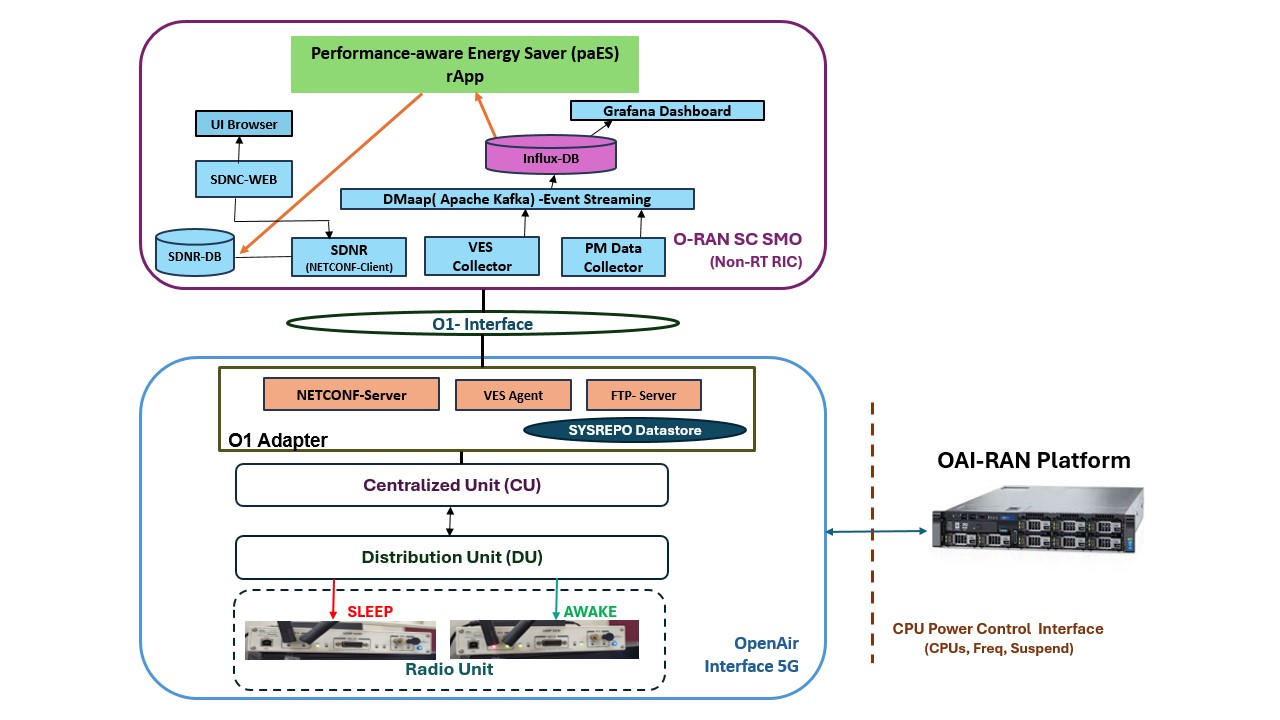 Performance-aware Energy Saver (paES)
rApp
Grafana Dashboard
UI Browser
Influx-DB
SDNC-WEB
DMaap( Apache Kafka) -Event Streaming
O-RAN SC SMO
(Non-RT RIC)
SDNR-DB
SDNR
(NETCONF-Client)
VES
Collector
PM Data
Collector
O1- Interface
NETCONF-Server
VES Agent
FTP- Server
SYSREPO Datastore
O1 Adapter
Centralized Unit (CU)
OAI-RAN Platform
Distribution Unit (DU)
SLEEP
AWAKE
Radio Unit
OpenAir
Interface 5G
CPU Power Control  Interface
(CPUs, Freq, Suspend)